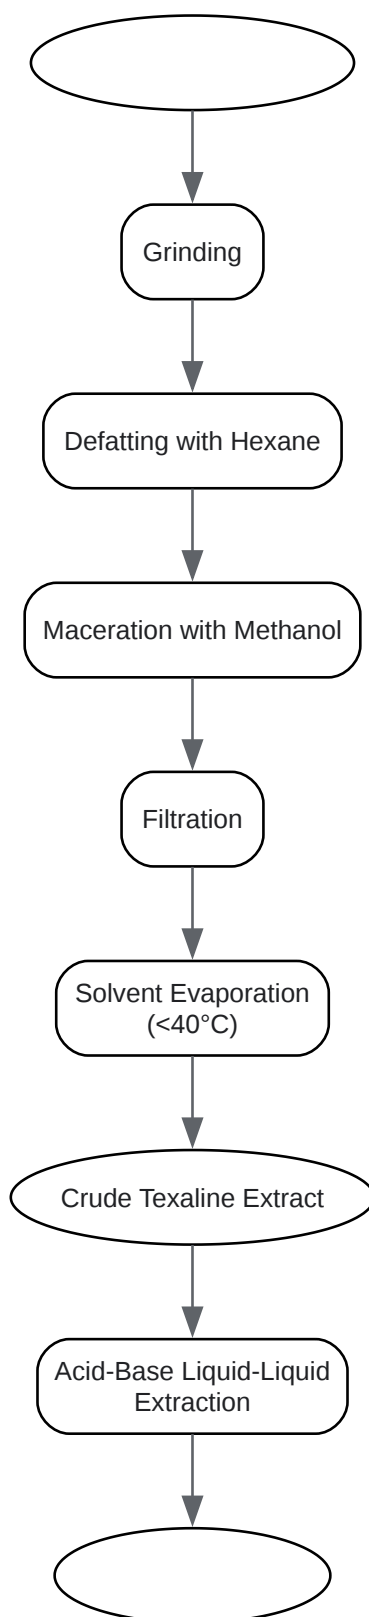 Grinding
Defatting with Hexane
Maceration with Methanol
Filtration
Solvent Evaporation
(<40°C)
Crude Texaline Extract
Acid-Base Liquid-Liquid
Extraction